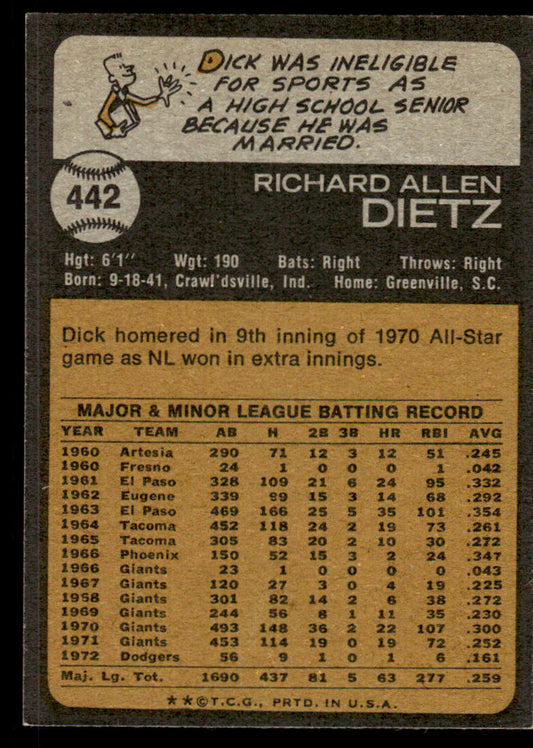 DICK WAS INELIGIBLE
FOR SPORTS AS
A HIGH SCHOOL SENIOR
BECAUSE HE WAS
MARRIED.
442
RICHARD ALLEN
DIETZ
Hgt: 6'1" Wgt: 190 Bats: Right Throws: Right
Born: 9-18-41, Crawf'dsville, Ind. Home: Greenville, S.C.
Dick homered in 9th inning of 1970 All-Star
game as NL won in extra innings.
MAJOR & MINOR LEAGUE BATTING RECORD
YEAR TEAM AB H 2B 3B HR RBI AVG
1960 Artesia 290 71 12 3 12 51 .245
1960 Fresno 24 1 0 0 0 1 .042
1961 El Paso 328 109 21 6 24 95 .332
1962 Eugene 339 99 15 3 14 68 .292
1963 El Paso 469 166 25 5 35 101 .354
1964 Tacoma 452 118 24 2 19 73 .261
1965 Tacoma 305 83 20 2 10 30 .272
1966 Phoenix 150 52 15 3 2 24 .347
1966 Giants 23 1 0 0 0 0 .043
1967 Giants 120 27 3 0 4 19 .225
1968 Giants 301 82 14 2 6 38 .272
1969 Giants 244 56 8 1 11 35 .230
1970 Giants 493 148 36 2 22 107 .300
1971 Giants 453 114 19 0 19 72 .252
1972 Dodgers 56 9 1 0 1 6 .161
Maj. Lg. Tot. 1690 437 81 5 63 277 .259
**©T.C.G., PRTD. IN U.S.A.